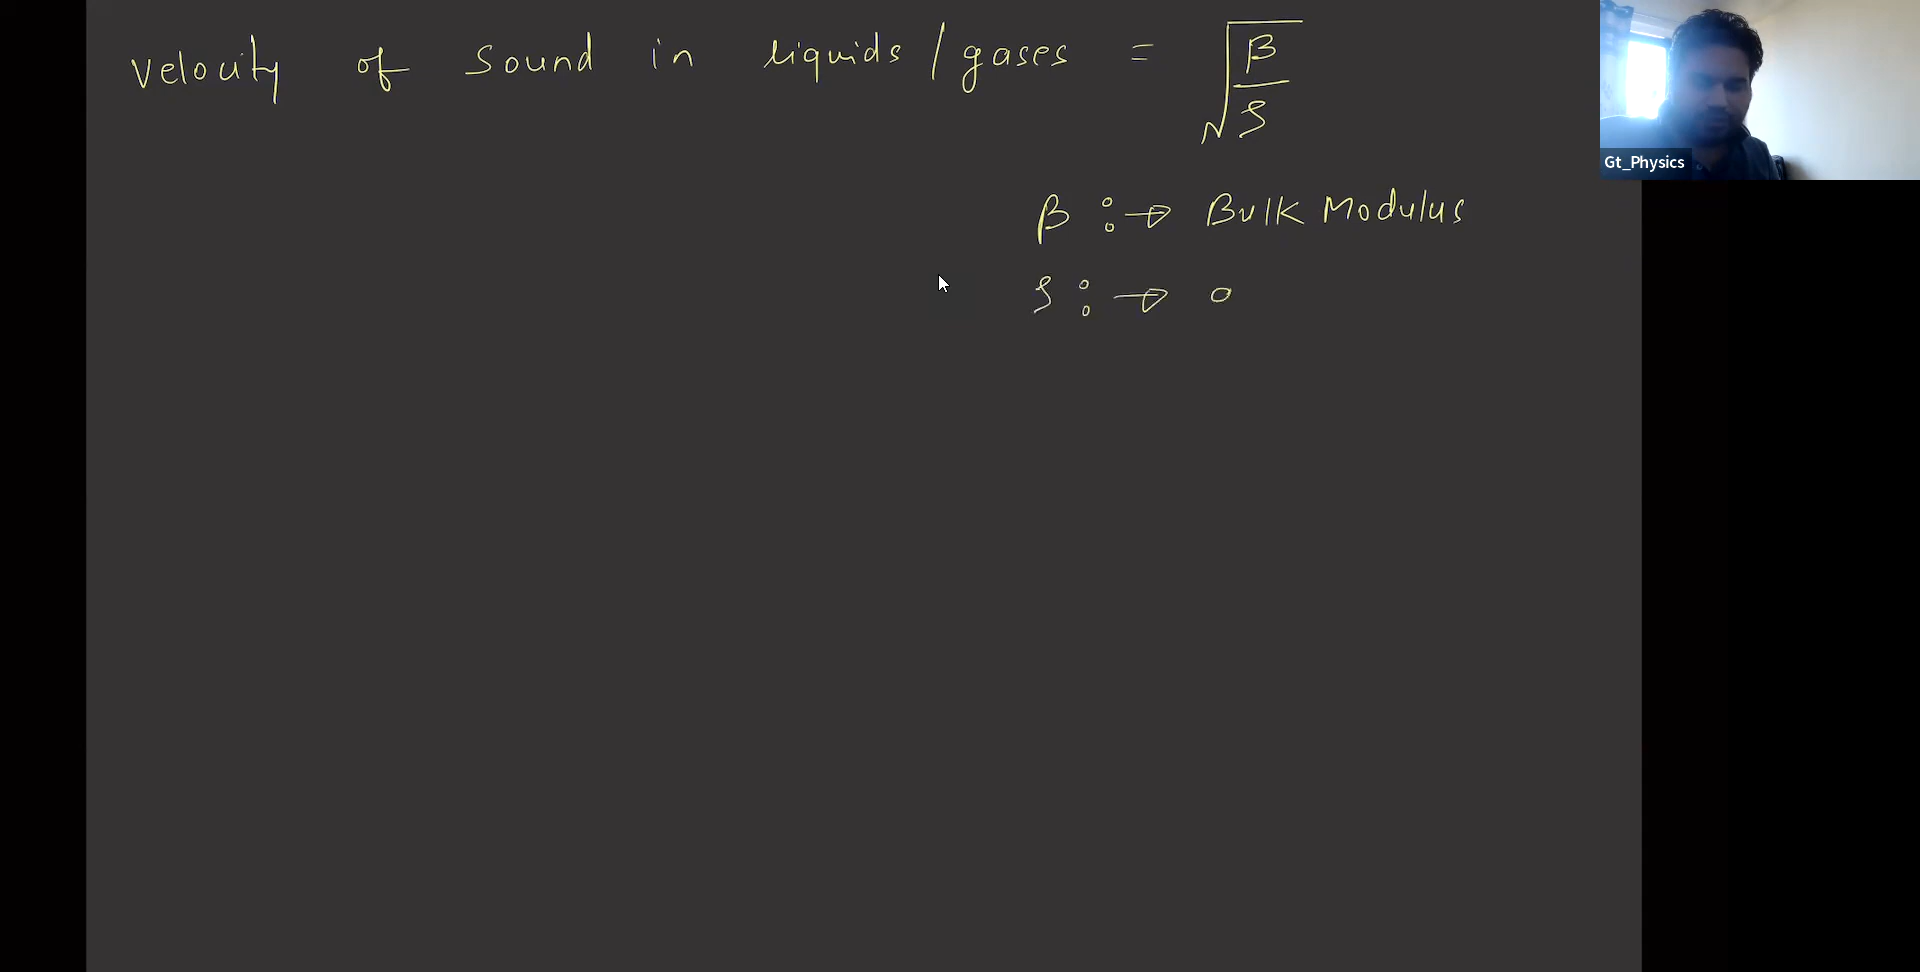 Velocity of sound in liquids/gases = √(β/ρ)
Gt_Physics
β :→ Bulk Modulus
ρ :→